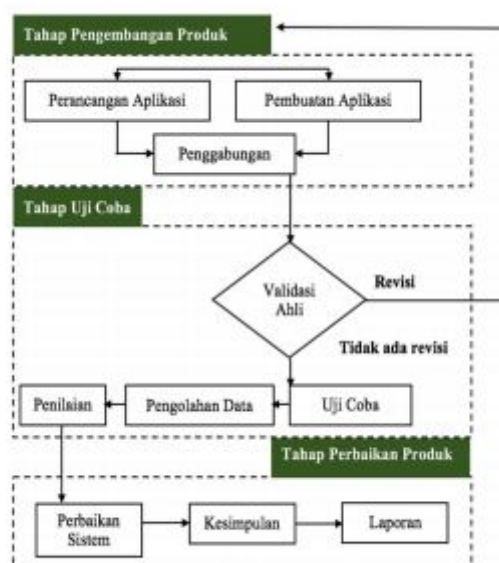 Tahap Pengembangan Produk
Perancangan Aplikasi
Pembuatan Aplikasi
Penggabungan
Tahap Uji Coba
Validasi
Ahli
Revisi
Tidak ada revisi
Penilaian
Pengolahan Data
Uji Coba
Tahap Perbaikan Produk
Perbaikan
Sistem
Kesimpulan
Laporan